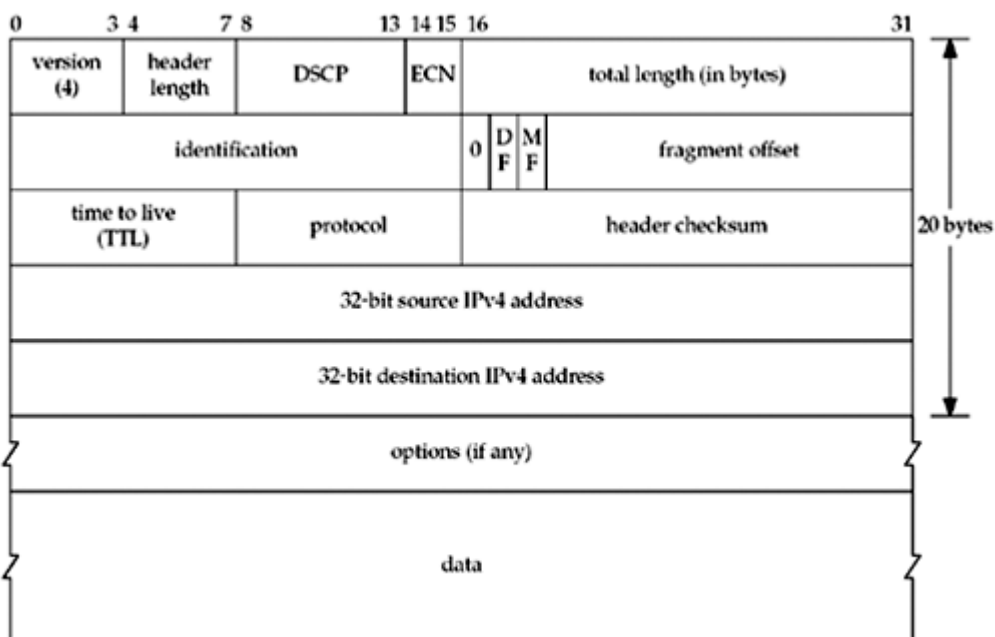 0 3 4 7 8 13 14 15 16 31
version (4) header length DSCP ECN total length (in bytes)
identification 0 DF MF fragment offset
time to live (TTL) protocol header checksum
20 bytes
32-bit source IPv4 address
32-bit destination IPv4 address
options (if any)
data